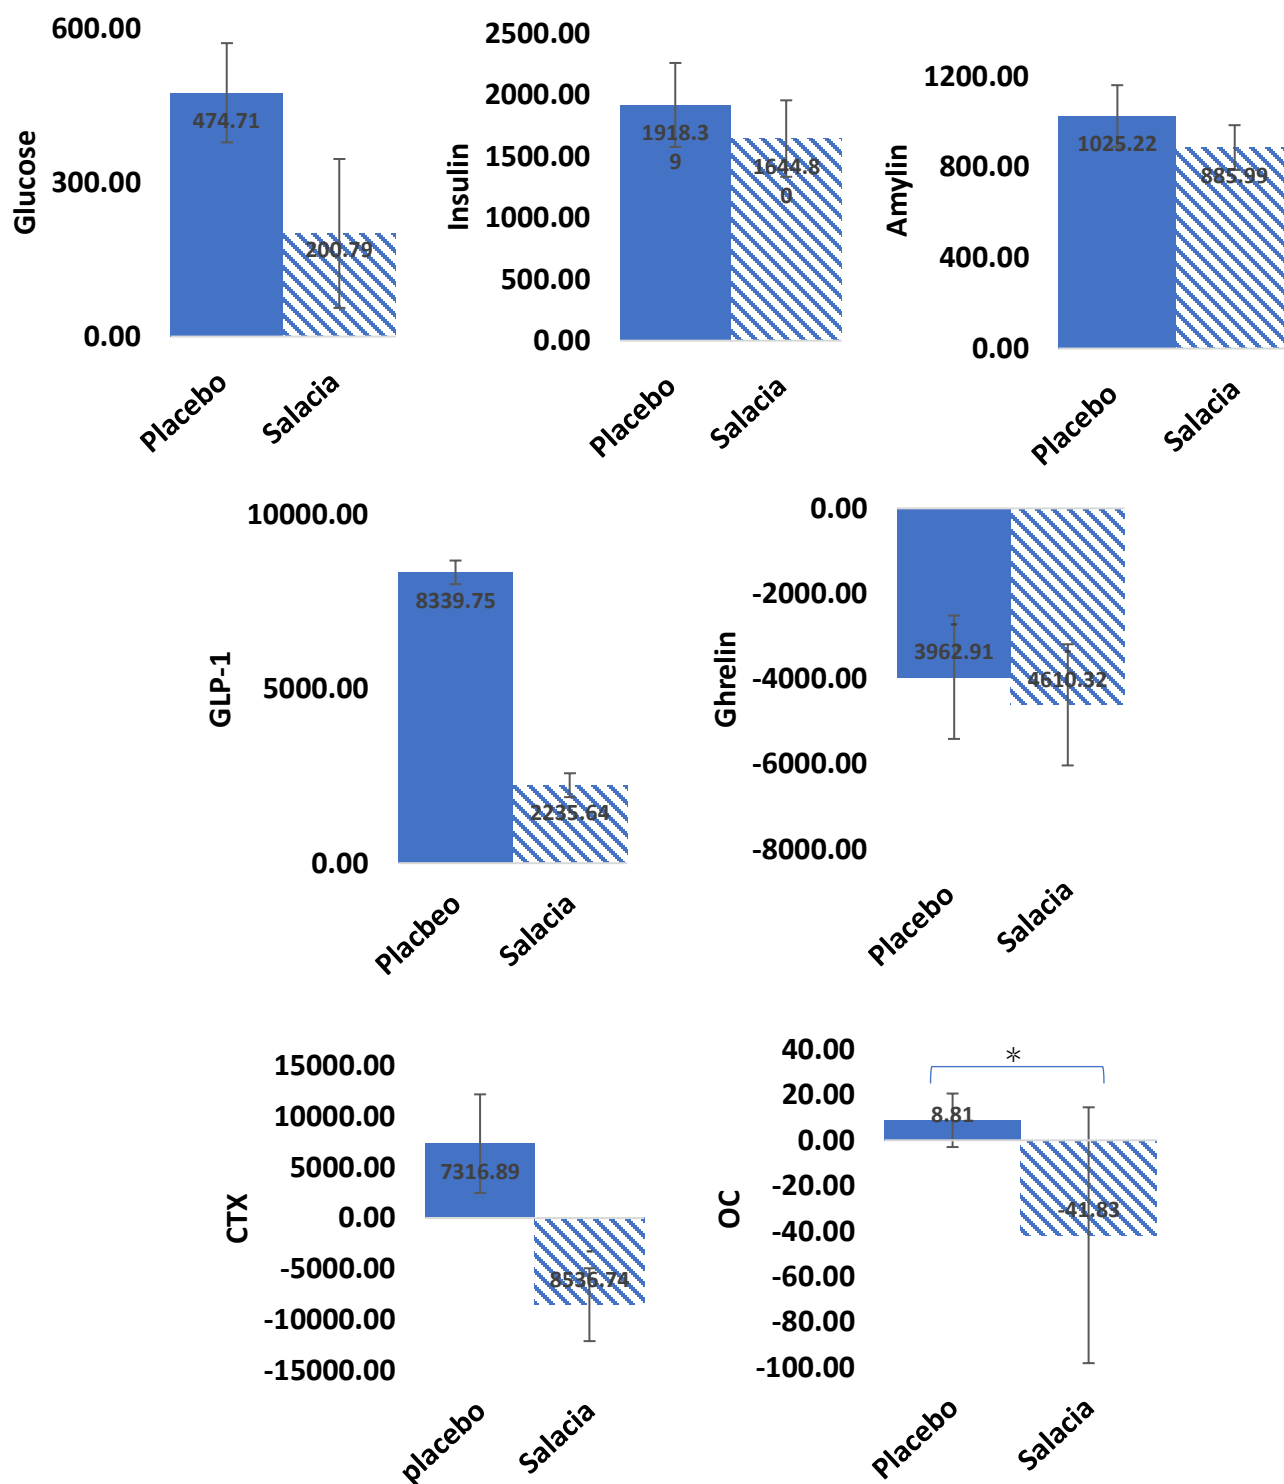 600.00
300.00
0.00
Glucose
474.71
200.79
Placebo
Salacia
2500.00
2000.00
1500.00
1000.00
500.00
0.00
Insulin
1918.3
9
1644.8
0
Placebo
Salacia
1200.00
800.00
400.00
0.00
Amylin
1025.22
885.99
Placebo
Salacia
10000.00
5000.00
0.00
GLP-1
8339.75
2235.64
Placbeo
Salacia
0.00
-2000.00
-4000.00
-6000.00
-8000.00
Ghrelin
-
3962.91
-
4610.32
Placebo
Salacia
15000.00
10000.00
5000.00
0.00
-5000.00
-10000.00
-15000.00
CTX
7316.89
-
8536.74
placebo
Salacia
40.00
20.00
0.00
-20.00
-40.00
-60.00
-80.00
-100.00
OC
*
8.81
-41.83
Placebo
Salacia